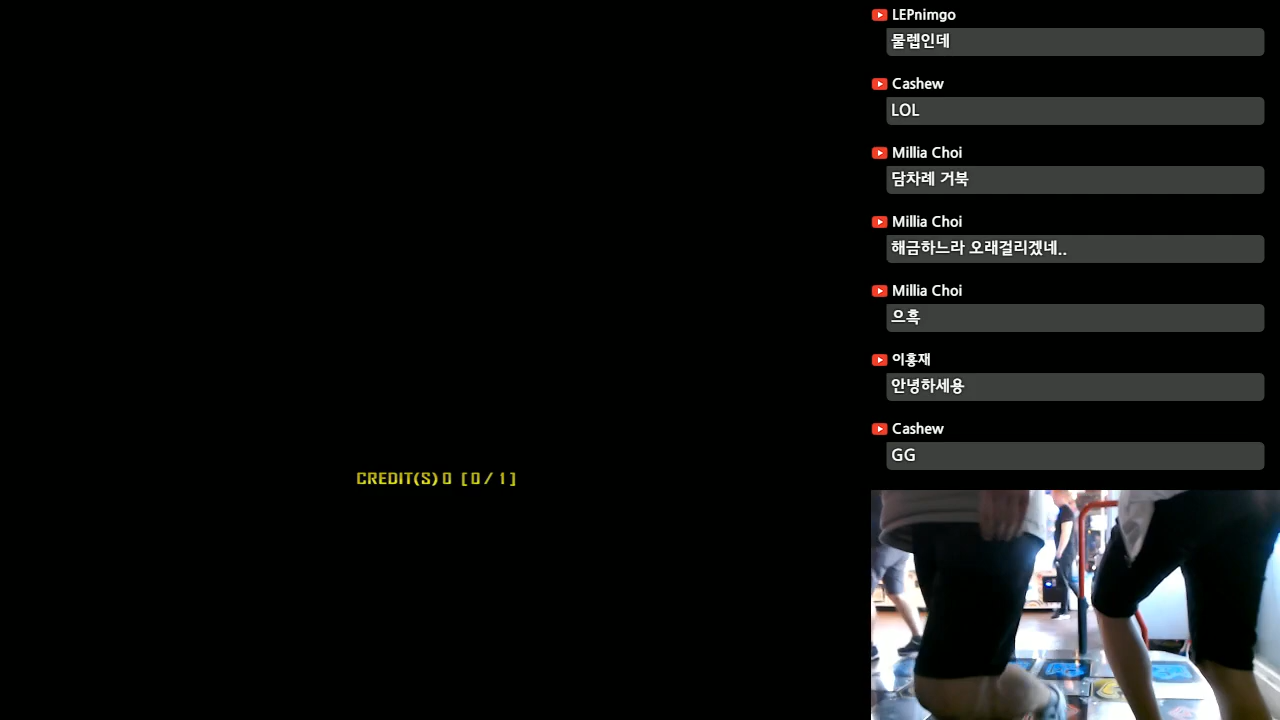 LEPnimgo
물렙인데
Cashew
LOL
Millia Choi
담차례 거북
Millia Choi
해금하느라 오래걸리겠네..
Millia Choi
으흑
이홍재
안녕하세용
Cashew
GG
CREDIT(S) 0 [ 0 / 1 ]